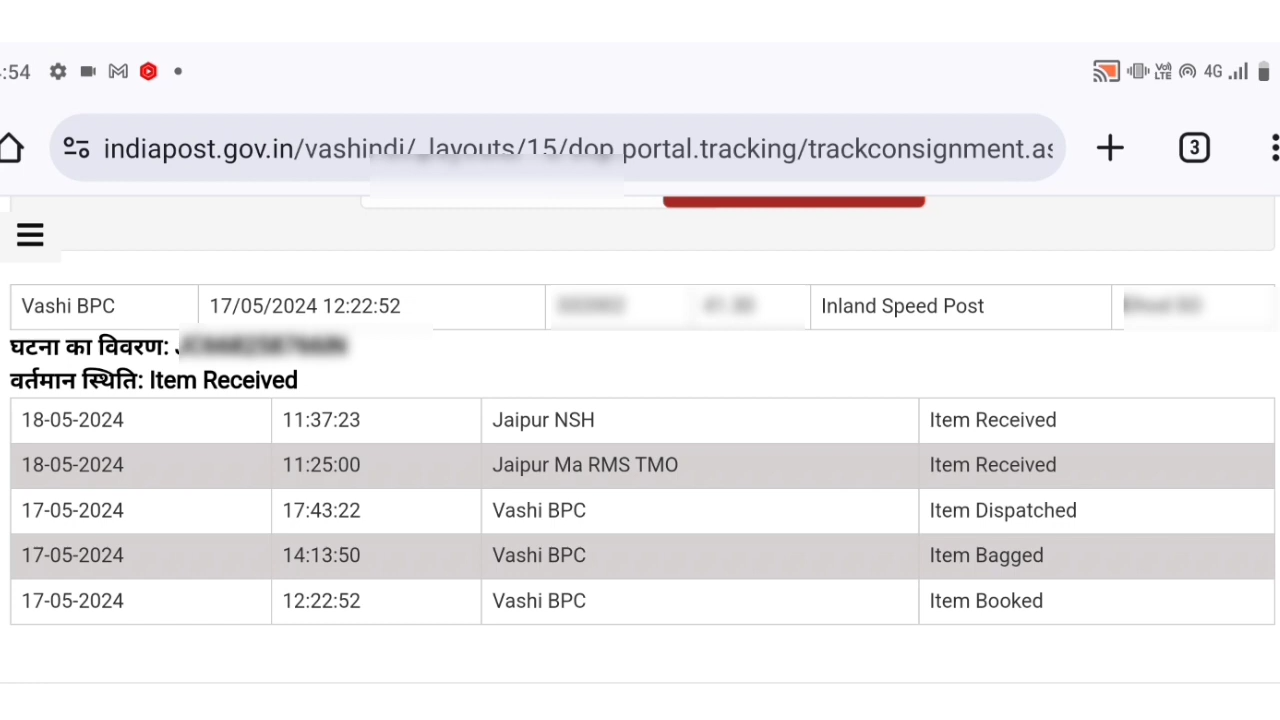 :54 4G
indiapost.gov.in/vashindi/_layouts/15/dop.portal.tracking/trackconsignment.as 3
Vashi BPC 17/05/2024 12:22:52 Inland Speed Post
घटना का विवरण:
वर्तमान स्थिति: Item Received
18-05-2024 11:37:23 Jaipur NSH Item Received
18-05-2024 11:25:00 Jaipur Ma RMS TMO Item Received
17-05-2024 17:43:22 Vashi BPC Item Dispatched
17-05-2024 14:13:50 Vashi BPC Item Bagged
17-05-2024 12:22:52 Vashi BPC Item Booked